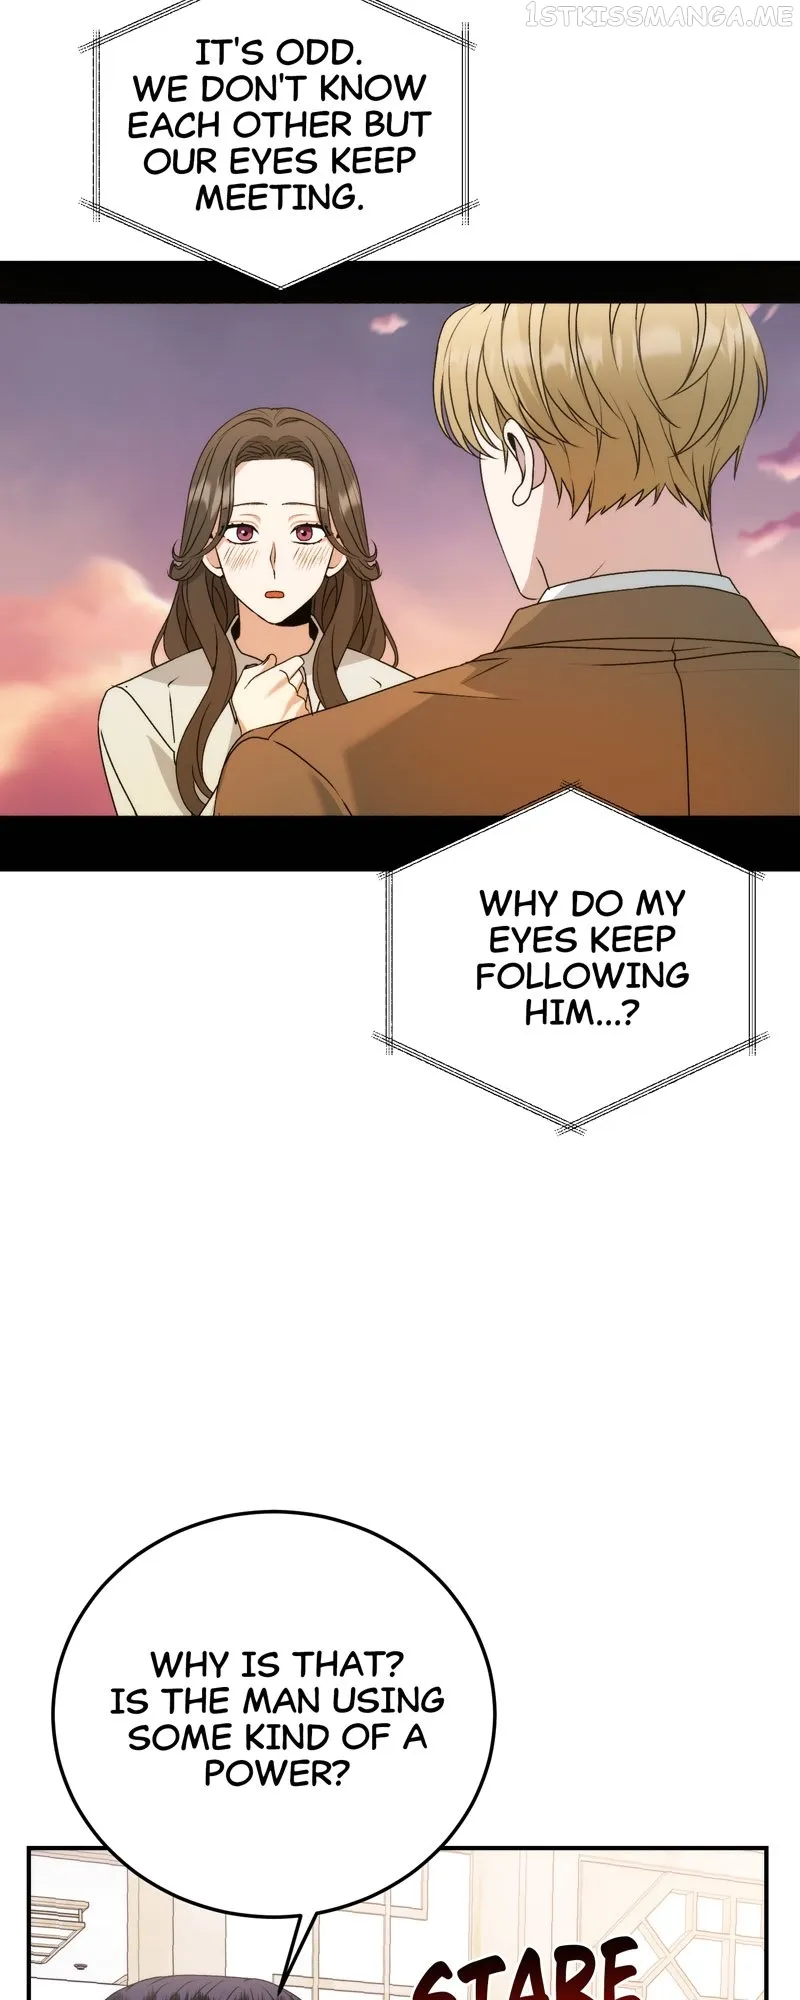 1STKISSMANGA.ME
IT'S ODD.
WE DON'T KNOW
EACH OTHER BUT
OUR EYES KEEP
MEETING.
WHY DO MY
EYES KEEP
FOLLOWING
HIM...?
WHY IS THAT?
IS THE MAN USING
SOME KIND OF A
POWER?
STARE